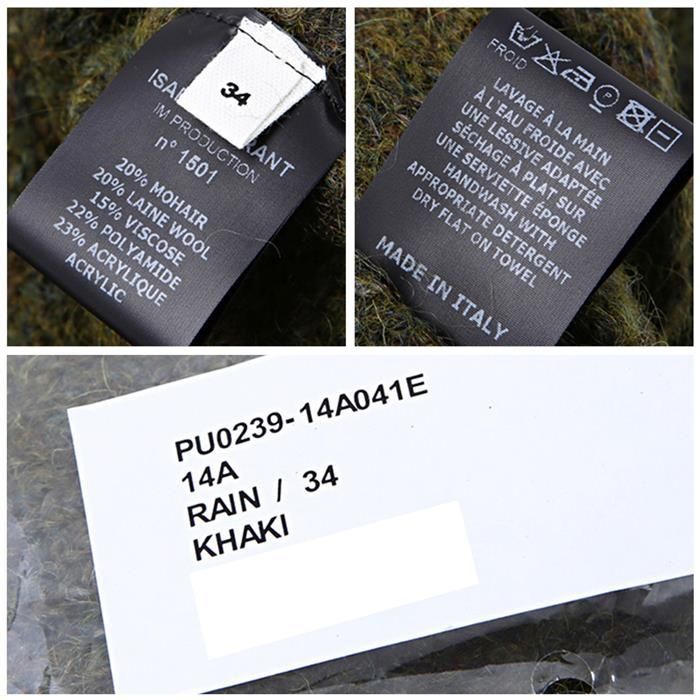 34
ISA
RANT
IM PRODUCTION
n° 1501
20% MOHAIR
20% LAINE WOOL
15% VISCOSE
22% POLYAMIDE
23% ACRYLIQUE
ACRYLIC
FROID
P
LAVAGE À LA MAIN
À L'EAU FROIDE AVEC
UNE LESSIVE ADAPTÉE
SÉCHAGE À PLAT SUR
UNE SERVIETTE ÉPONGE
HANDWASH WITH
APPROPRIATE DETERGENT
DRY FLAT ON TOWEL
MADE IN ITALY
PU0239-14A041E
14A
RAIN / 34
KHAKI